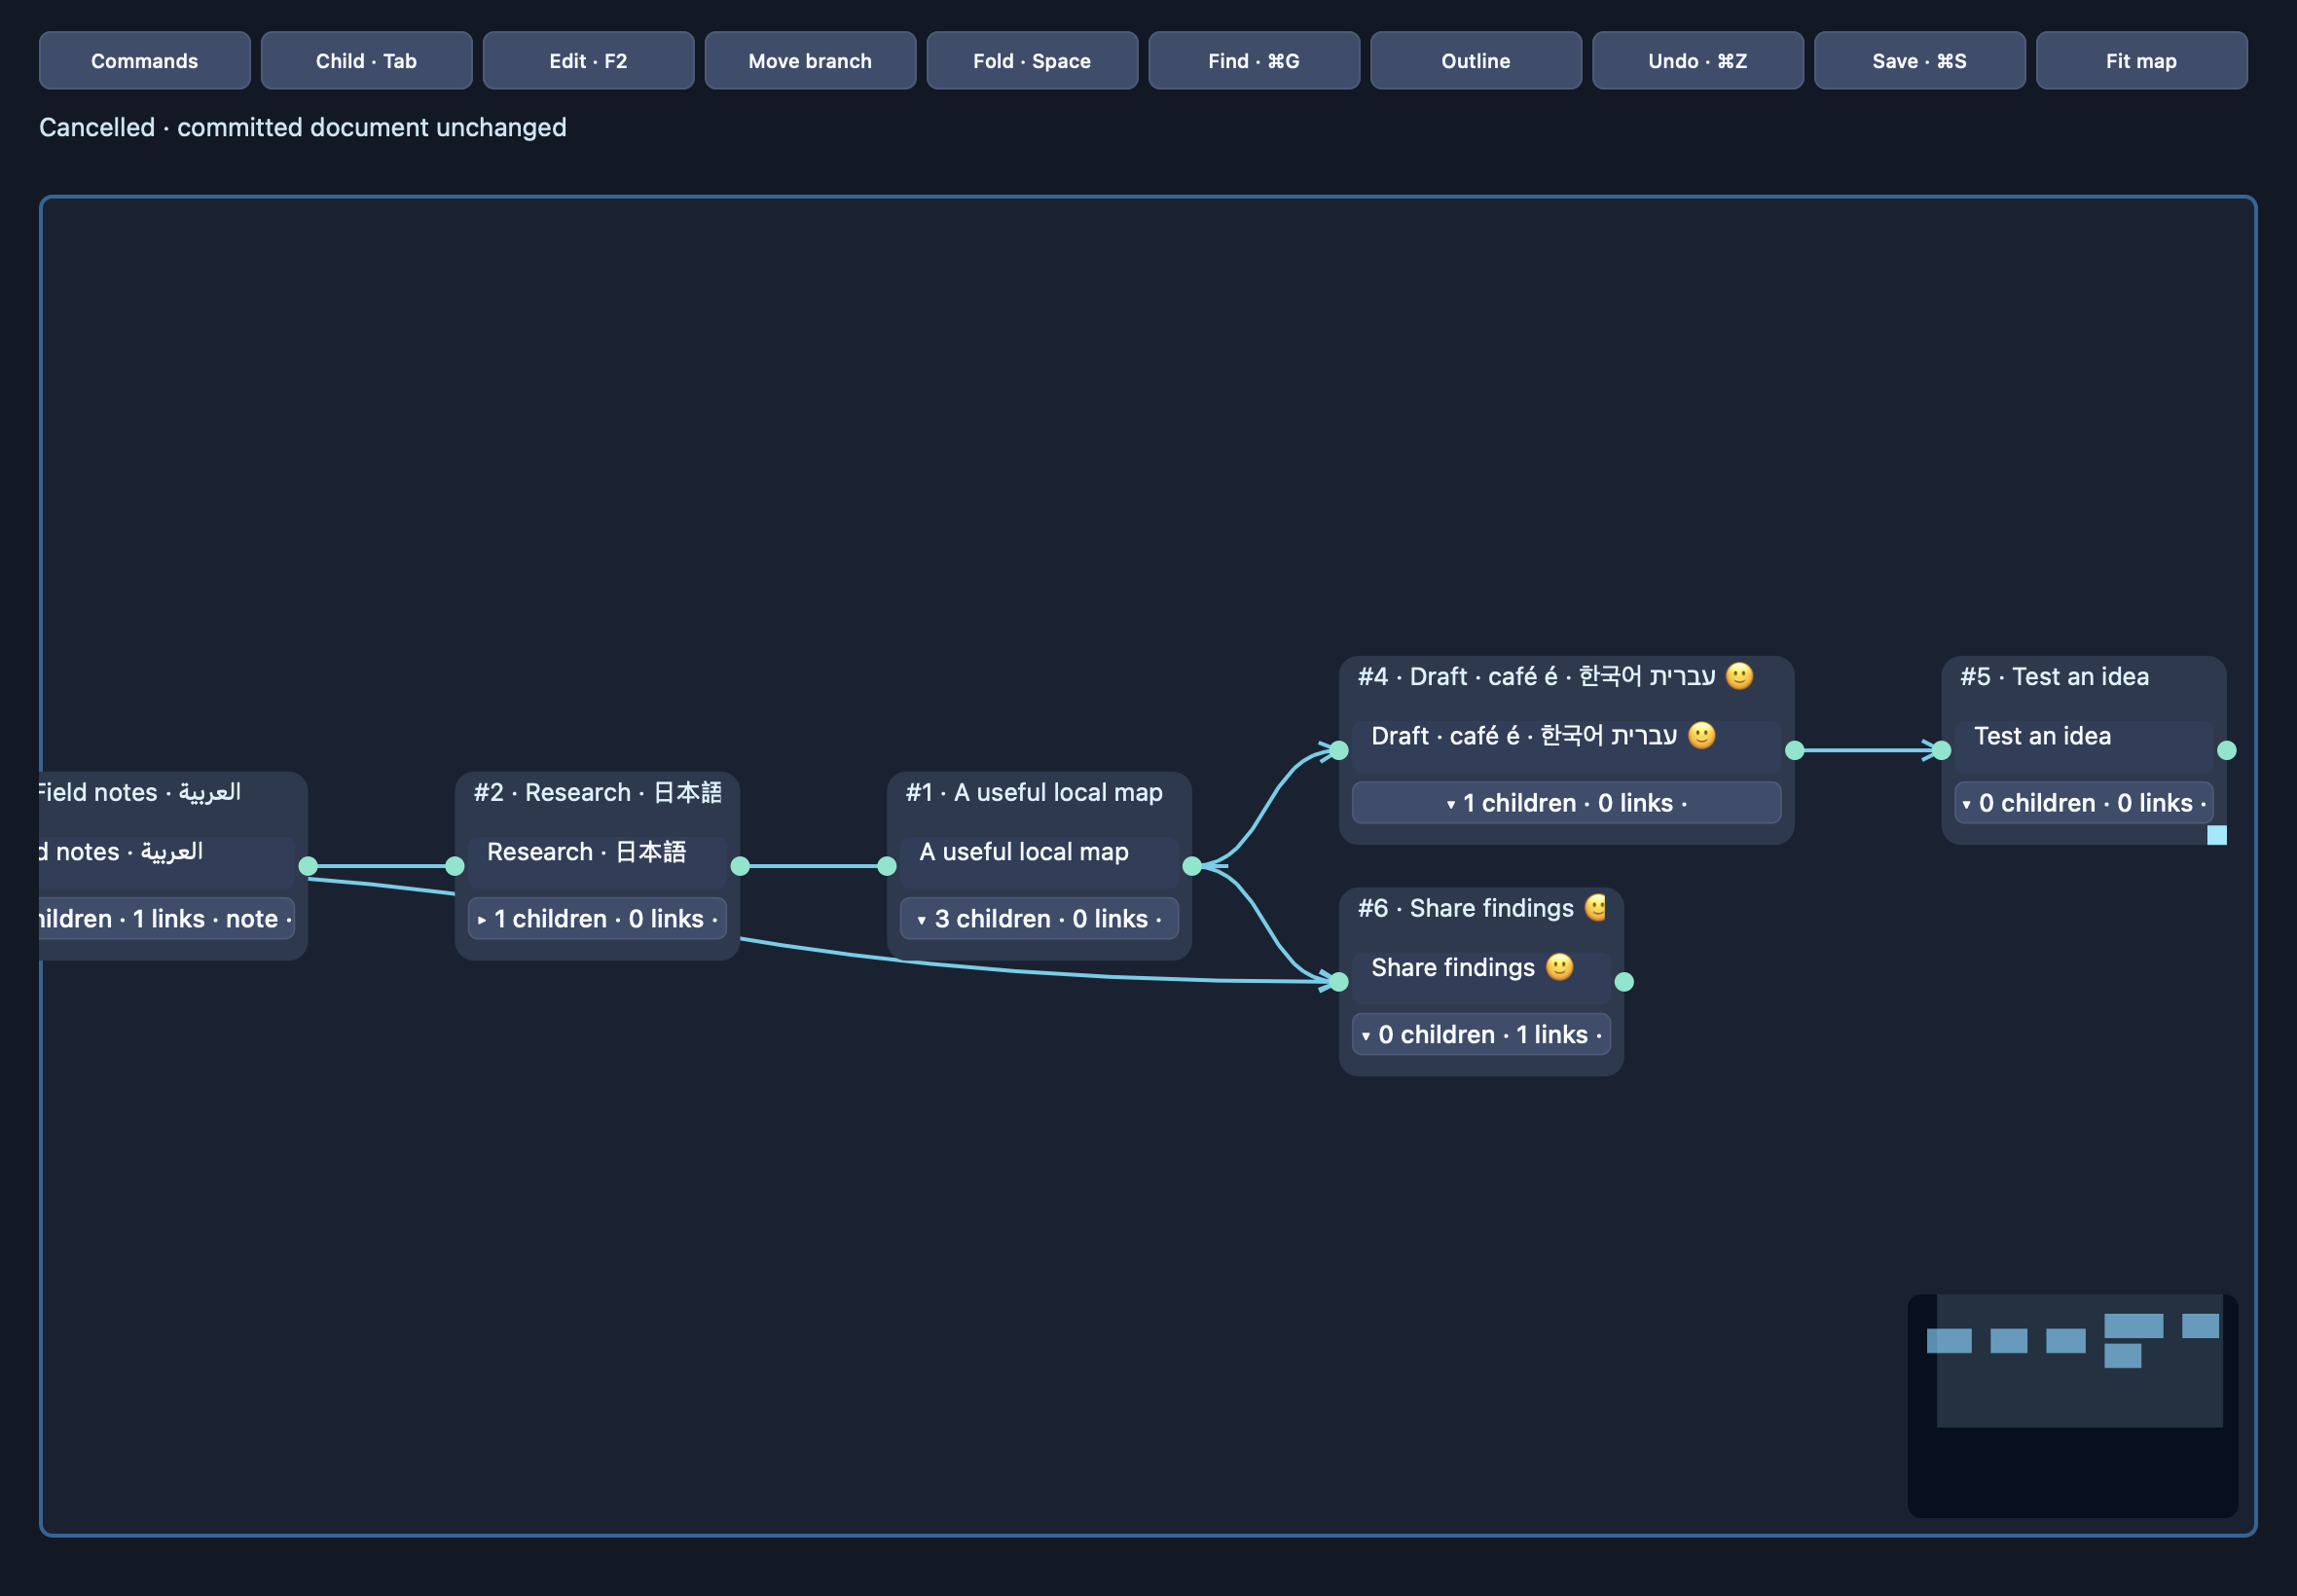 Commands
Child · Tab
Edit · F2
Move branch
Fold · Space
Find · ⌘G
Outline
Undo · ⌘Z
Save · ⌘S
Fit map
Cancelled · committed document unchanged
Field notes · العربية
notes · العربية
1 links · note ·
#2 · Research · 日本語
Research · 日本語
▸ 1 children · 0 links ·
#1 · A useful local map
A useful local map
▾ 3 children · 0 links ·
#4 · Draft · café é · 한국어 עברית 🙂
Draft · café é · 한국어 עברית 🙂
▾ 1 children · 0 links ·
#5 · Test an idea
Test an idea
▾ 0 children · 0 links ·
#6 · Share findings 🙂
Share findings 🙂
▾ 0 children · 1 links ·